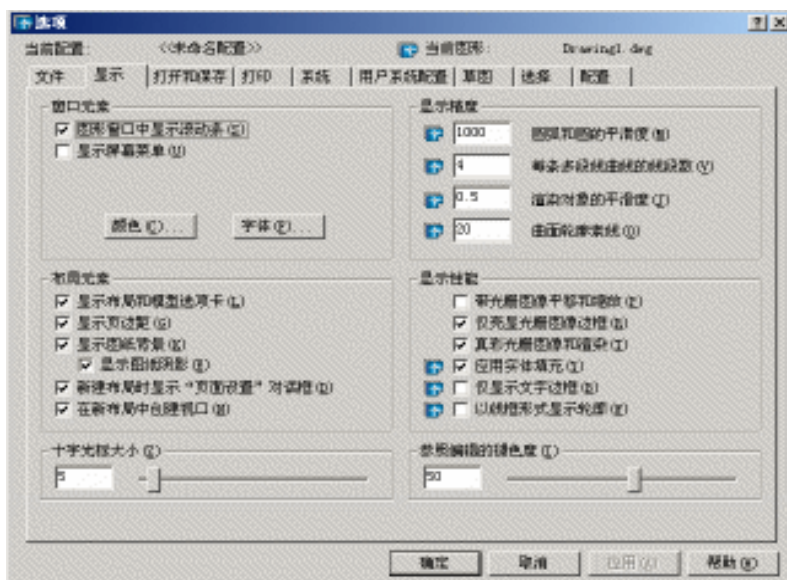 选项
当前配置: <<未命名配置>> 当前图形: Drawing1.dwg
文件 显示 打开和保存 打印 系统 用户系统配置 草图 选择 配置
窗口元素
图形窗口中显示滚动条(S)
显示屏幕菜单(U)
颜色(C)... 字体(F)...
显示精度
1000 圆弧和圆的平滑度(N)
4 每条多段线曲线的线段数(V)
0.5 渲染对象的平滑度(J)
20 曲面轮廓素线(O)
布局元素
显示布局和模型选项卡(L)
显示页边距(G)
显示图纸背景(K)
显示图纸阴影(E)
新建布局时显示“页面设置”对话框(D)
在新布局中创建视口(N)
显示性能
带光栅图像平移和缩放(P)
仅亮显光栅图像边框(R)
真彩光栅图像和渲染(T)
应用实体填充(Y)
仅显示文字边框(X)
以线框形式显示轮廓(W)
十字光标大小(Z)
5
参照编辑的褪色度(I)
50
确定 取消 应用(A) 帮助(H)